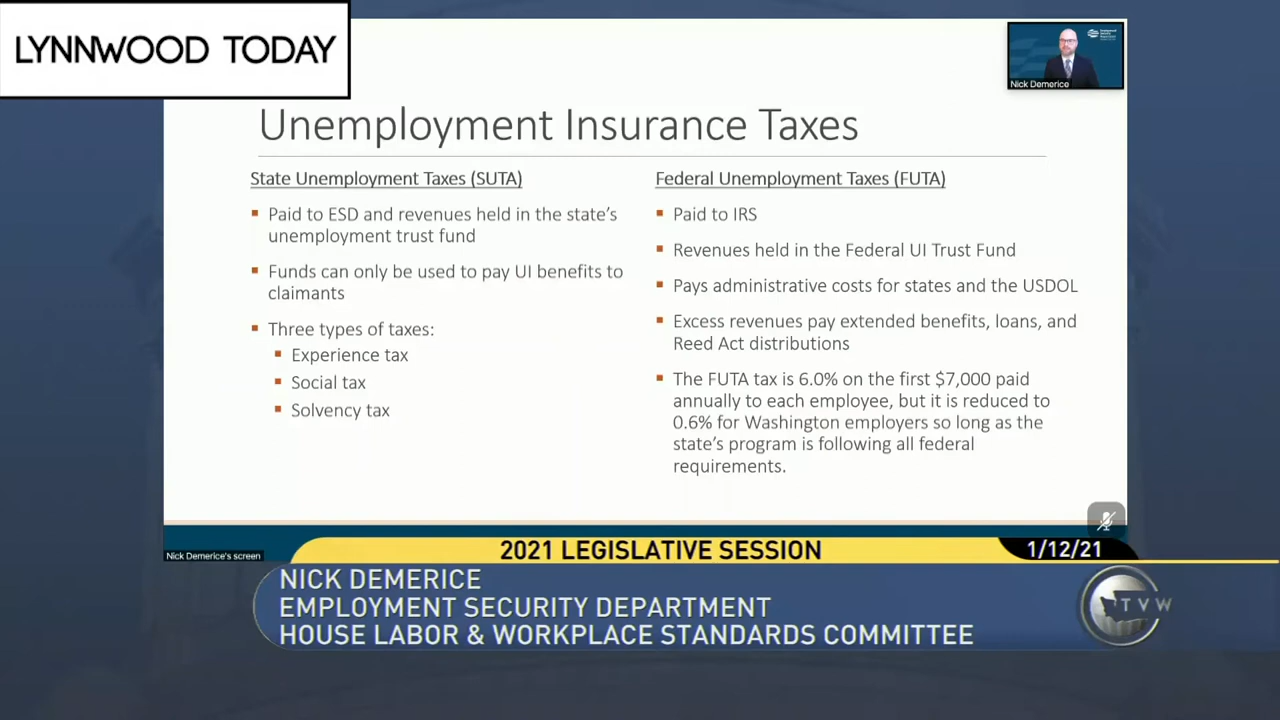 LYNNWOOD TODAY
Nick Demerice
Unemployment Insurance Taxes
State Unemployment Taxes (SUTA)
▪ Paid to ESD and revenues held in the state’s
unemployment trust fund
▪ Funds can only be used to pay UI benefits to
claimants
▪ Three types of taxes:
▪ Experience tax
▪ Social tax
▪ Solvency tax
Federal Unemployment Taxes (FUTA)
▪ Paid to IRS
▪ Revenues held in the Federal UI Trust Fund
▪ Pays administrative costs for states and the USDOL
▪ Excess revenues pay extended benefits, loans, and
Reed Act distributions
▪ The FUTA tax is 6.0% on the first $7,000 paid
annually to each employee, but it is reduced to
0.6% for Washington employers so long as the
state’s program is following all federal
requirements.
Nick Demerice's screen
2021 LEGISLATIVE SESSION
1/12/21
NICK DEMERICE
EMPLOYMENT SECURITY DEPARTMENT
HOUSE LABOR & WORKPLACE STANDARDS COMMITTEE
TVW